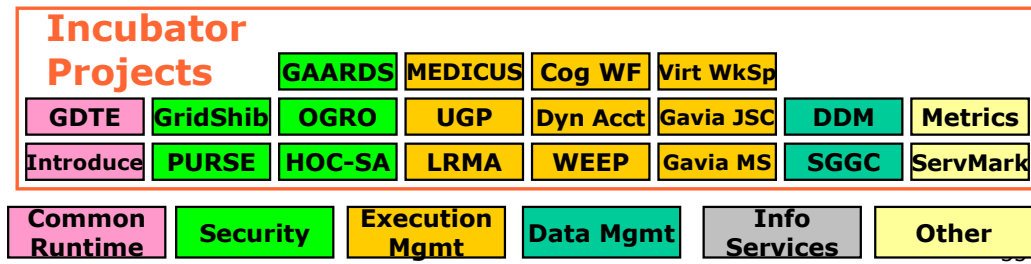 Incubator
Projects
GAARDS MEDICUS Cog WF Virt WkSp
GDTE GridShib OGRO UGP Dyn Acct Gavia JSC DDM Metrics
Introduce PURSE HOC-SA LRMA WEEP Gavia MS SGGC ServMark
Common
Runtime
Security
Execution
Mgmt
Data Mgmt
Info
Services
Other